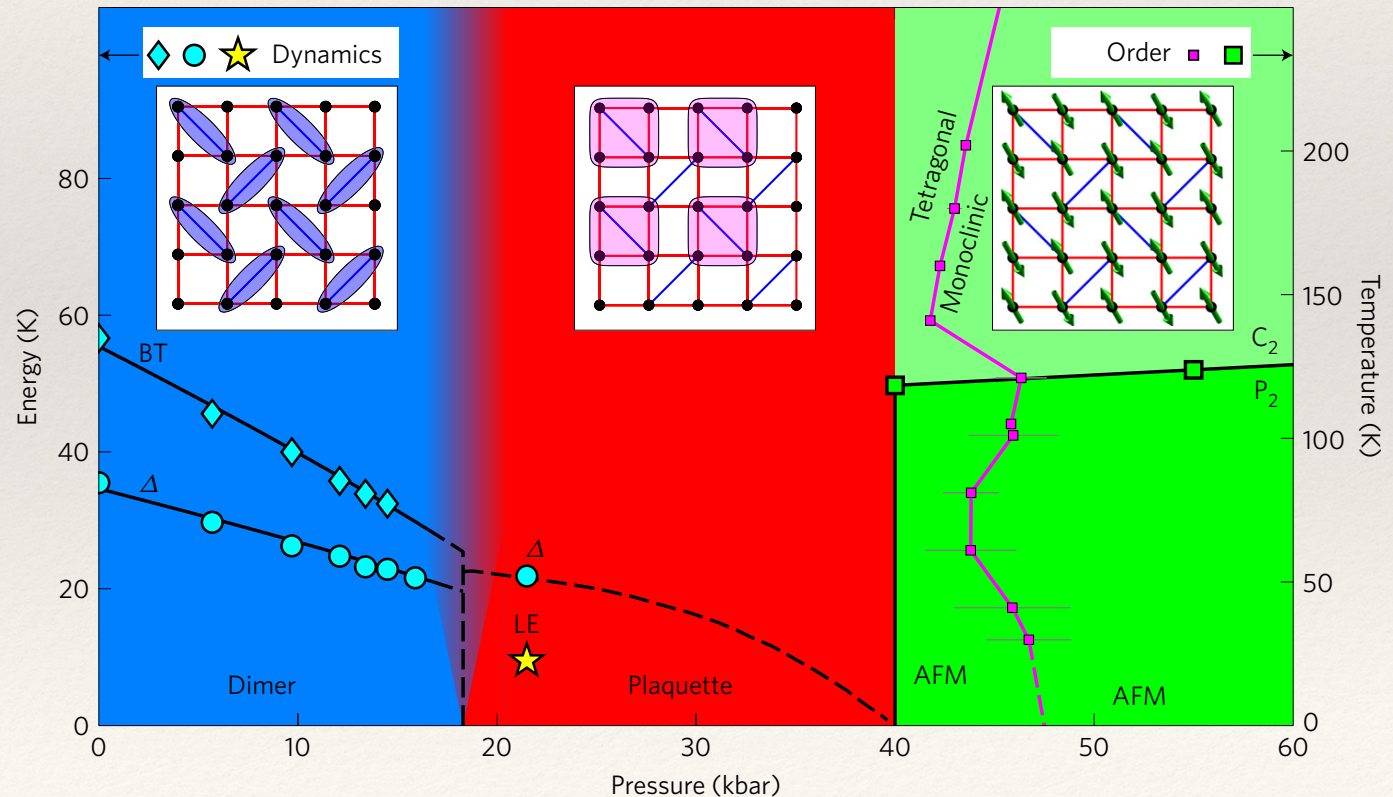 Dynamics
Order
Tetragonal
Monoclinic
C2
P2
BT
Δ
Δ
LE
Dimer
Plaquette
AFM
AFM
Energy (K)
80
60
40
20
0
Temperature (K)
200
150
100
50
0
0 10 20 30 40 50 60
Pressure (kbar)